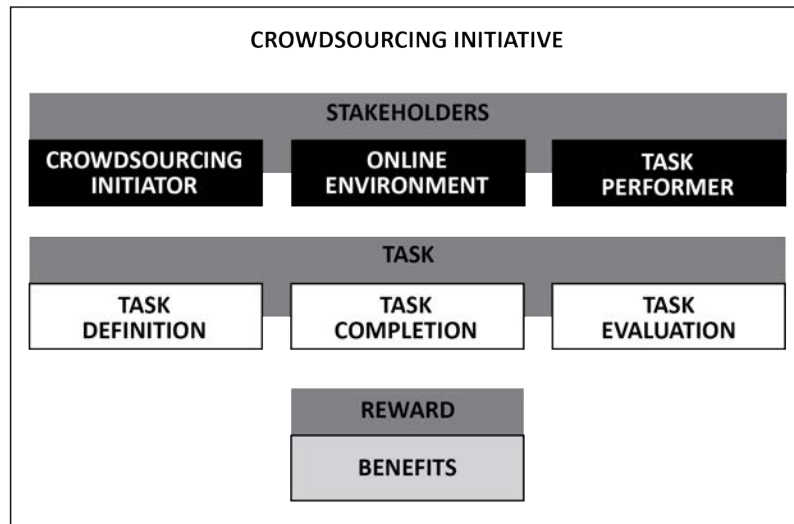 CROWDSOURCING INITIATIVE
STAKEHOLDERS
CROWDSOURCING
INITIATOR
ONLINE
ENVIRONMENT
TASK
PERFORMER
TASK
TASK
DEFINITION
TASK
COMPLETION
TASK
EVALUATION
REWARD
BENEFITS